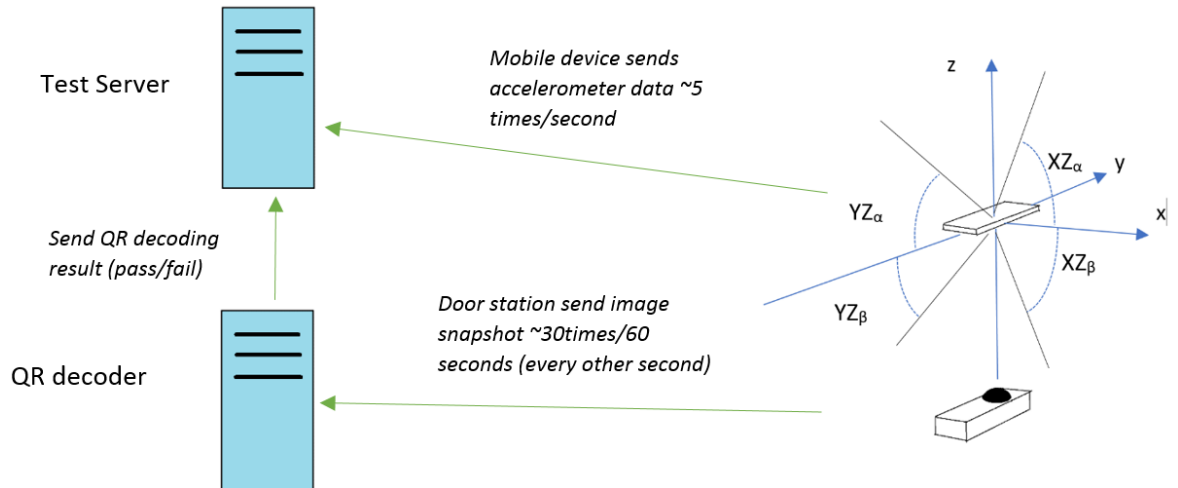 Test Server
Mobile device sends
accelerometer data ~5
times/second
z
XZα
y
YZα
x
Send QR decoding
result (pass/fail)
XZβ
YZβ
Door station send image
snapshot ~30times/60
seconds (every other second)
QR decoder